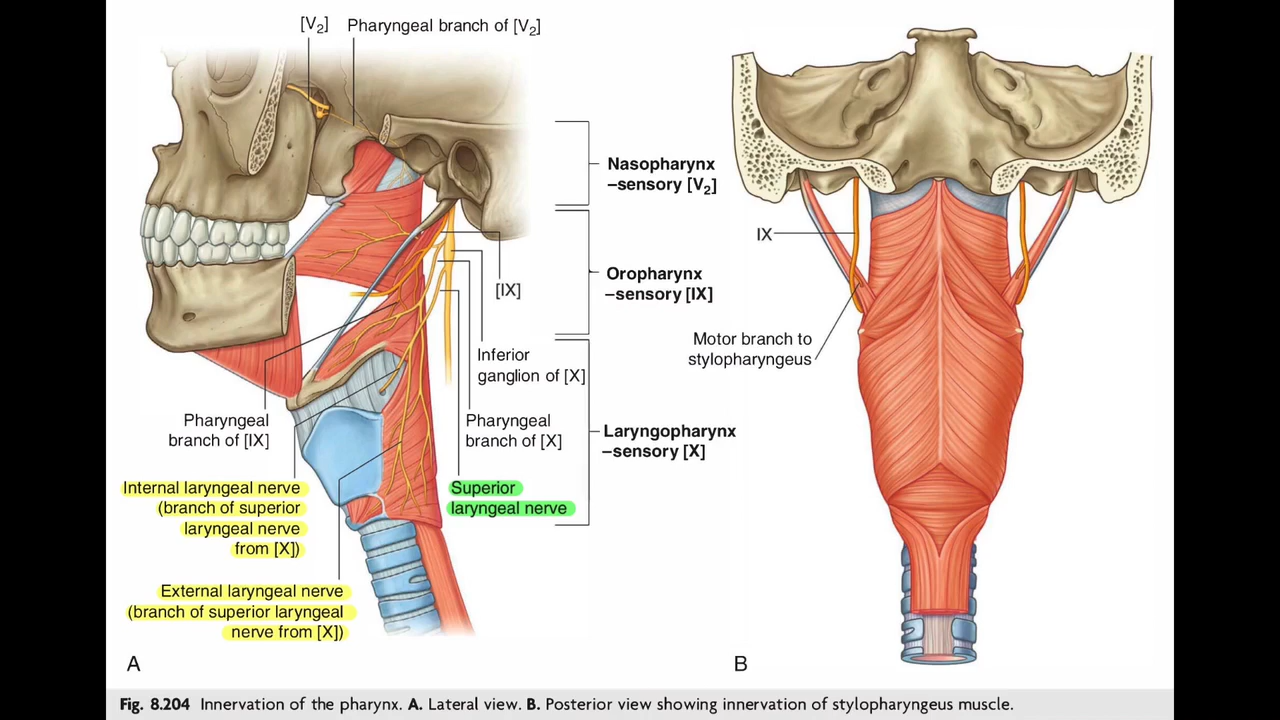 [V2]
Pharyngeal branch of [V2]
Nasopharynx
–sensory [V2]
Oropharynx
–sensory [IX]
[IX]
Inferior
ganglion of [X]
Pharyngeal
branch of [IX]
Pharyngeal
branch of [X]
Laryngopharynx
–sensory [X]
Internal laryngeal nerve
(branch of superior
laryngeal nerve
from [X])
Superior
laryngeal nerve
External laryngeal nerve
(branch of superior laryngeal
nerve from [X])
A
IX
Motor branch to
stylopharyngeus
B
Fig. 8.204 Innervation of the pharynx. A. Lateral view. B. Posterior view showing innervation of stylopharyngeus muscle.